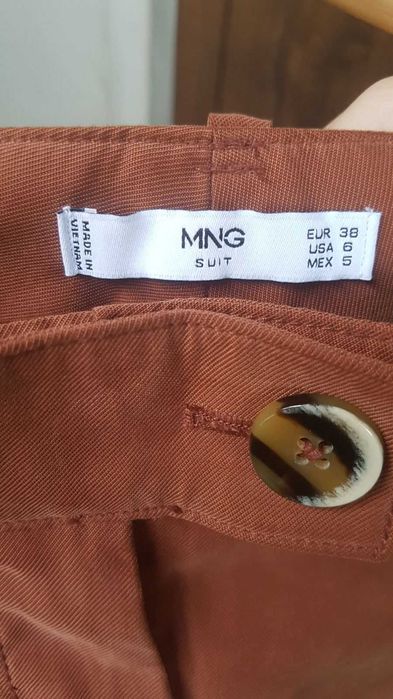 MADE IN
VIETNAM
MNG
SUIT
EUR 38
USA 6
MEX 5